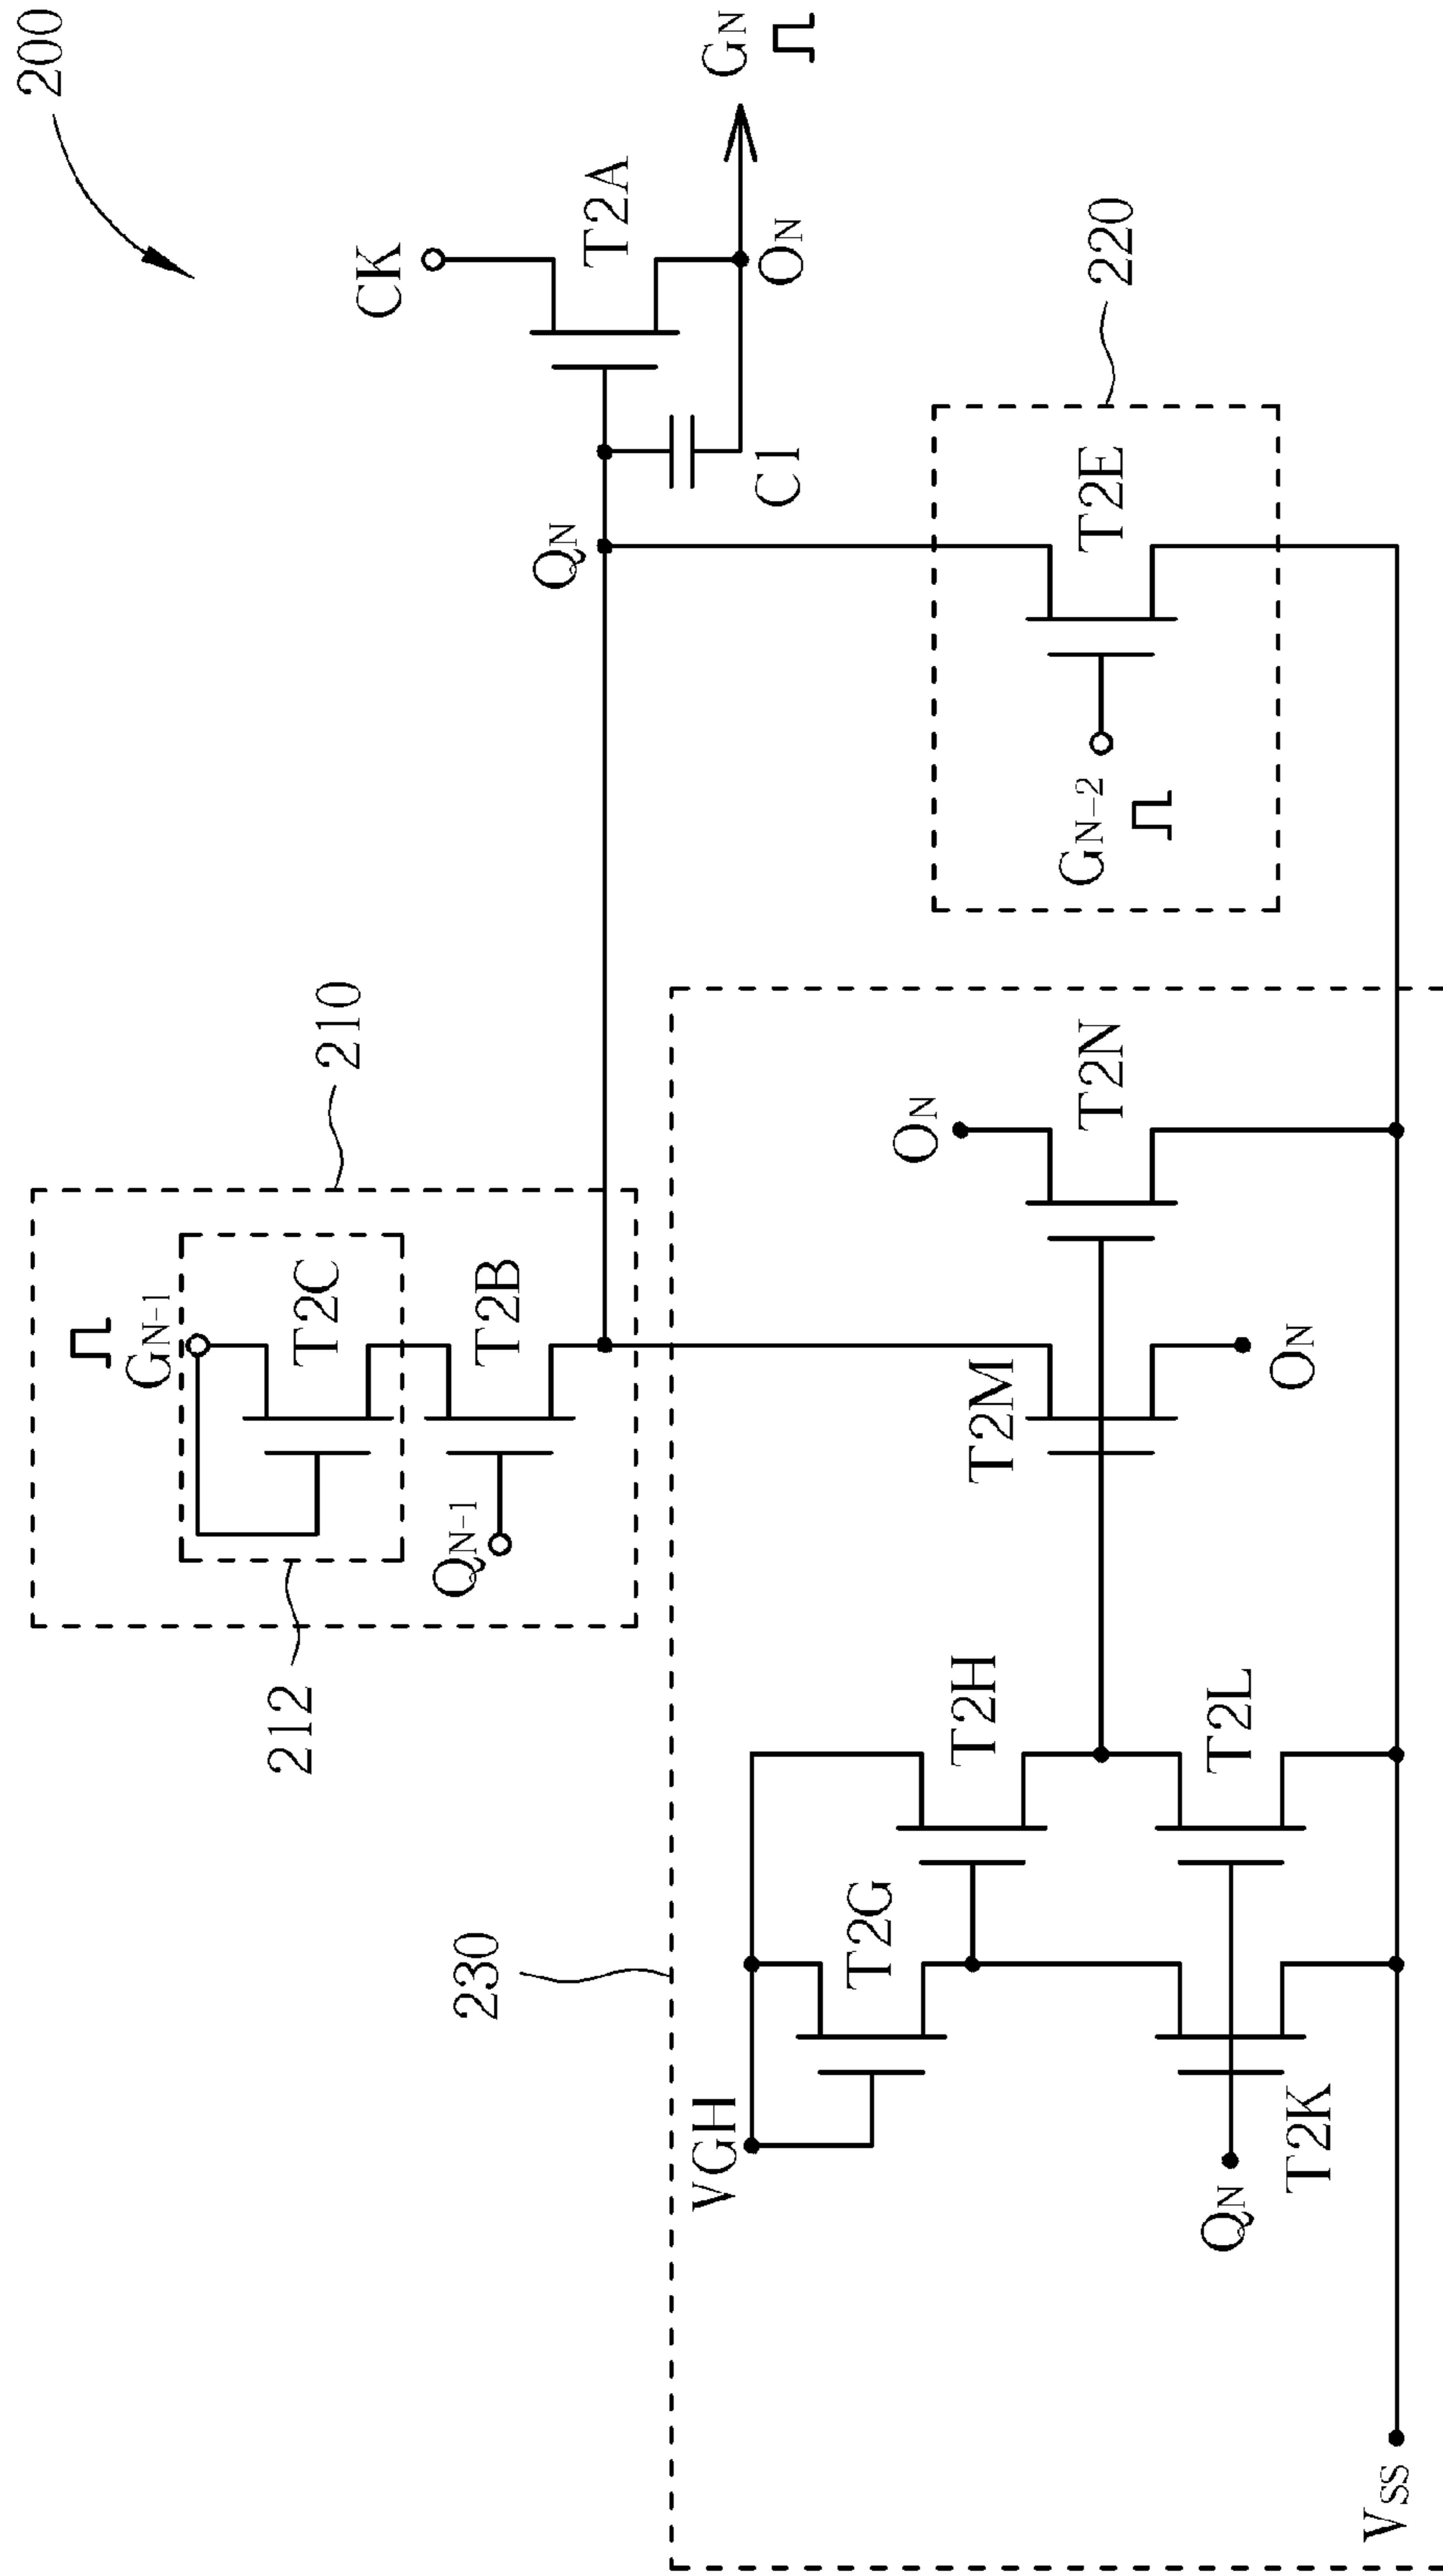 200
210
GN-1
T2C
212
T2B
QN-1
QN
CK
T2A
GN
ON
C1
230
VGH
T2G
T2H
T2M
ON
T2N
ON
220
T2E
GN-2
QN
T2K
T2L
VSS